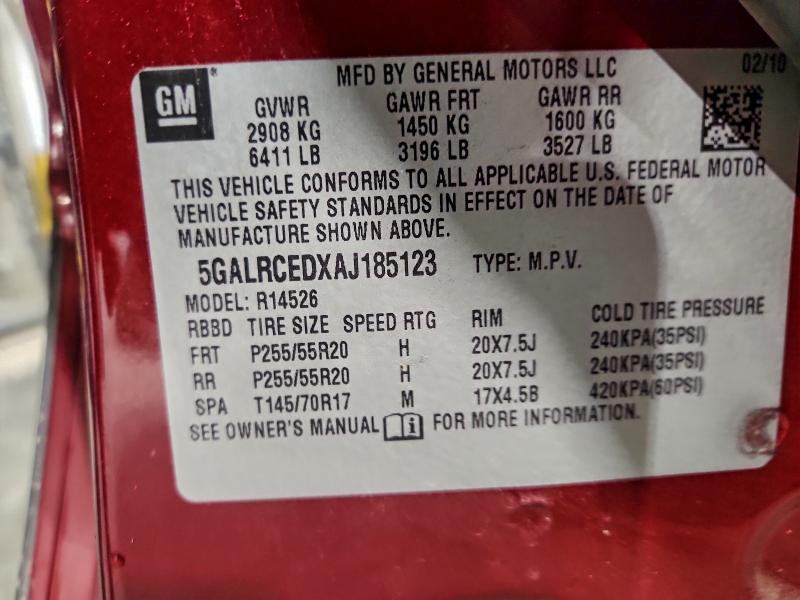 GM
MFD BY GENERAL MOTORS LLC 02/10
GVWR GAWR FRT GAWR RR
2908 KG 1450 KG 1600 KG
6411 LB 3196 LB 3527 LB
THIS VEHICLE CONFORMS TO ALL APPLICABLE U.S. FEDERAL MOTOR
VEHICLE SAFETY STANDARDS IN EFFECT ON THE DATE OF
MANUFACTURE SHOWN ABOVE.
5GALRCEDXAJ185123 TYPE: M.P.V.
MODEL: R14526
RBBD TIRE SIZE SPEED RTG RIM COLD TIRE PRESSURE
FRT P255/55R20 H 20X7.5J 240KPA(35PSI)
RR P255/55R20 H 20X7.5J 240KPA(35PSI)
SPA T145/70R17 M 17X4.5B 420KPA(60PSI)
SEE OWNER'S MANUAL i FOR MORE INFORMATION.